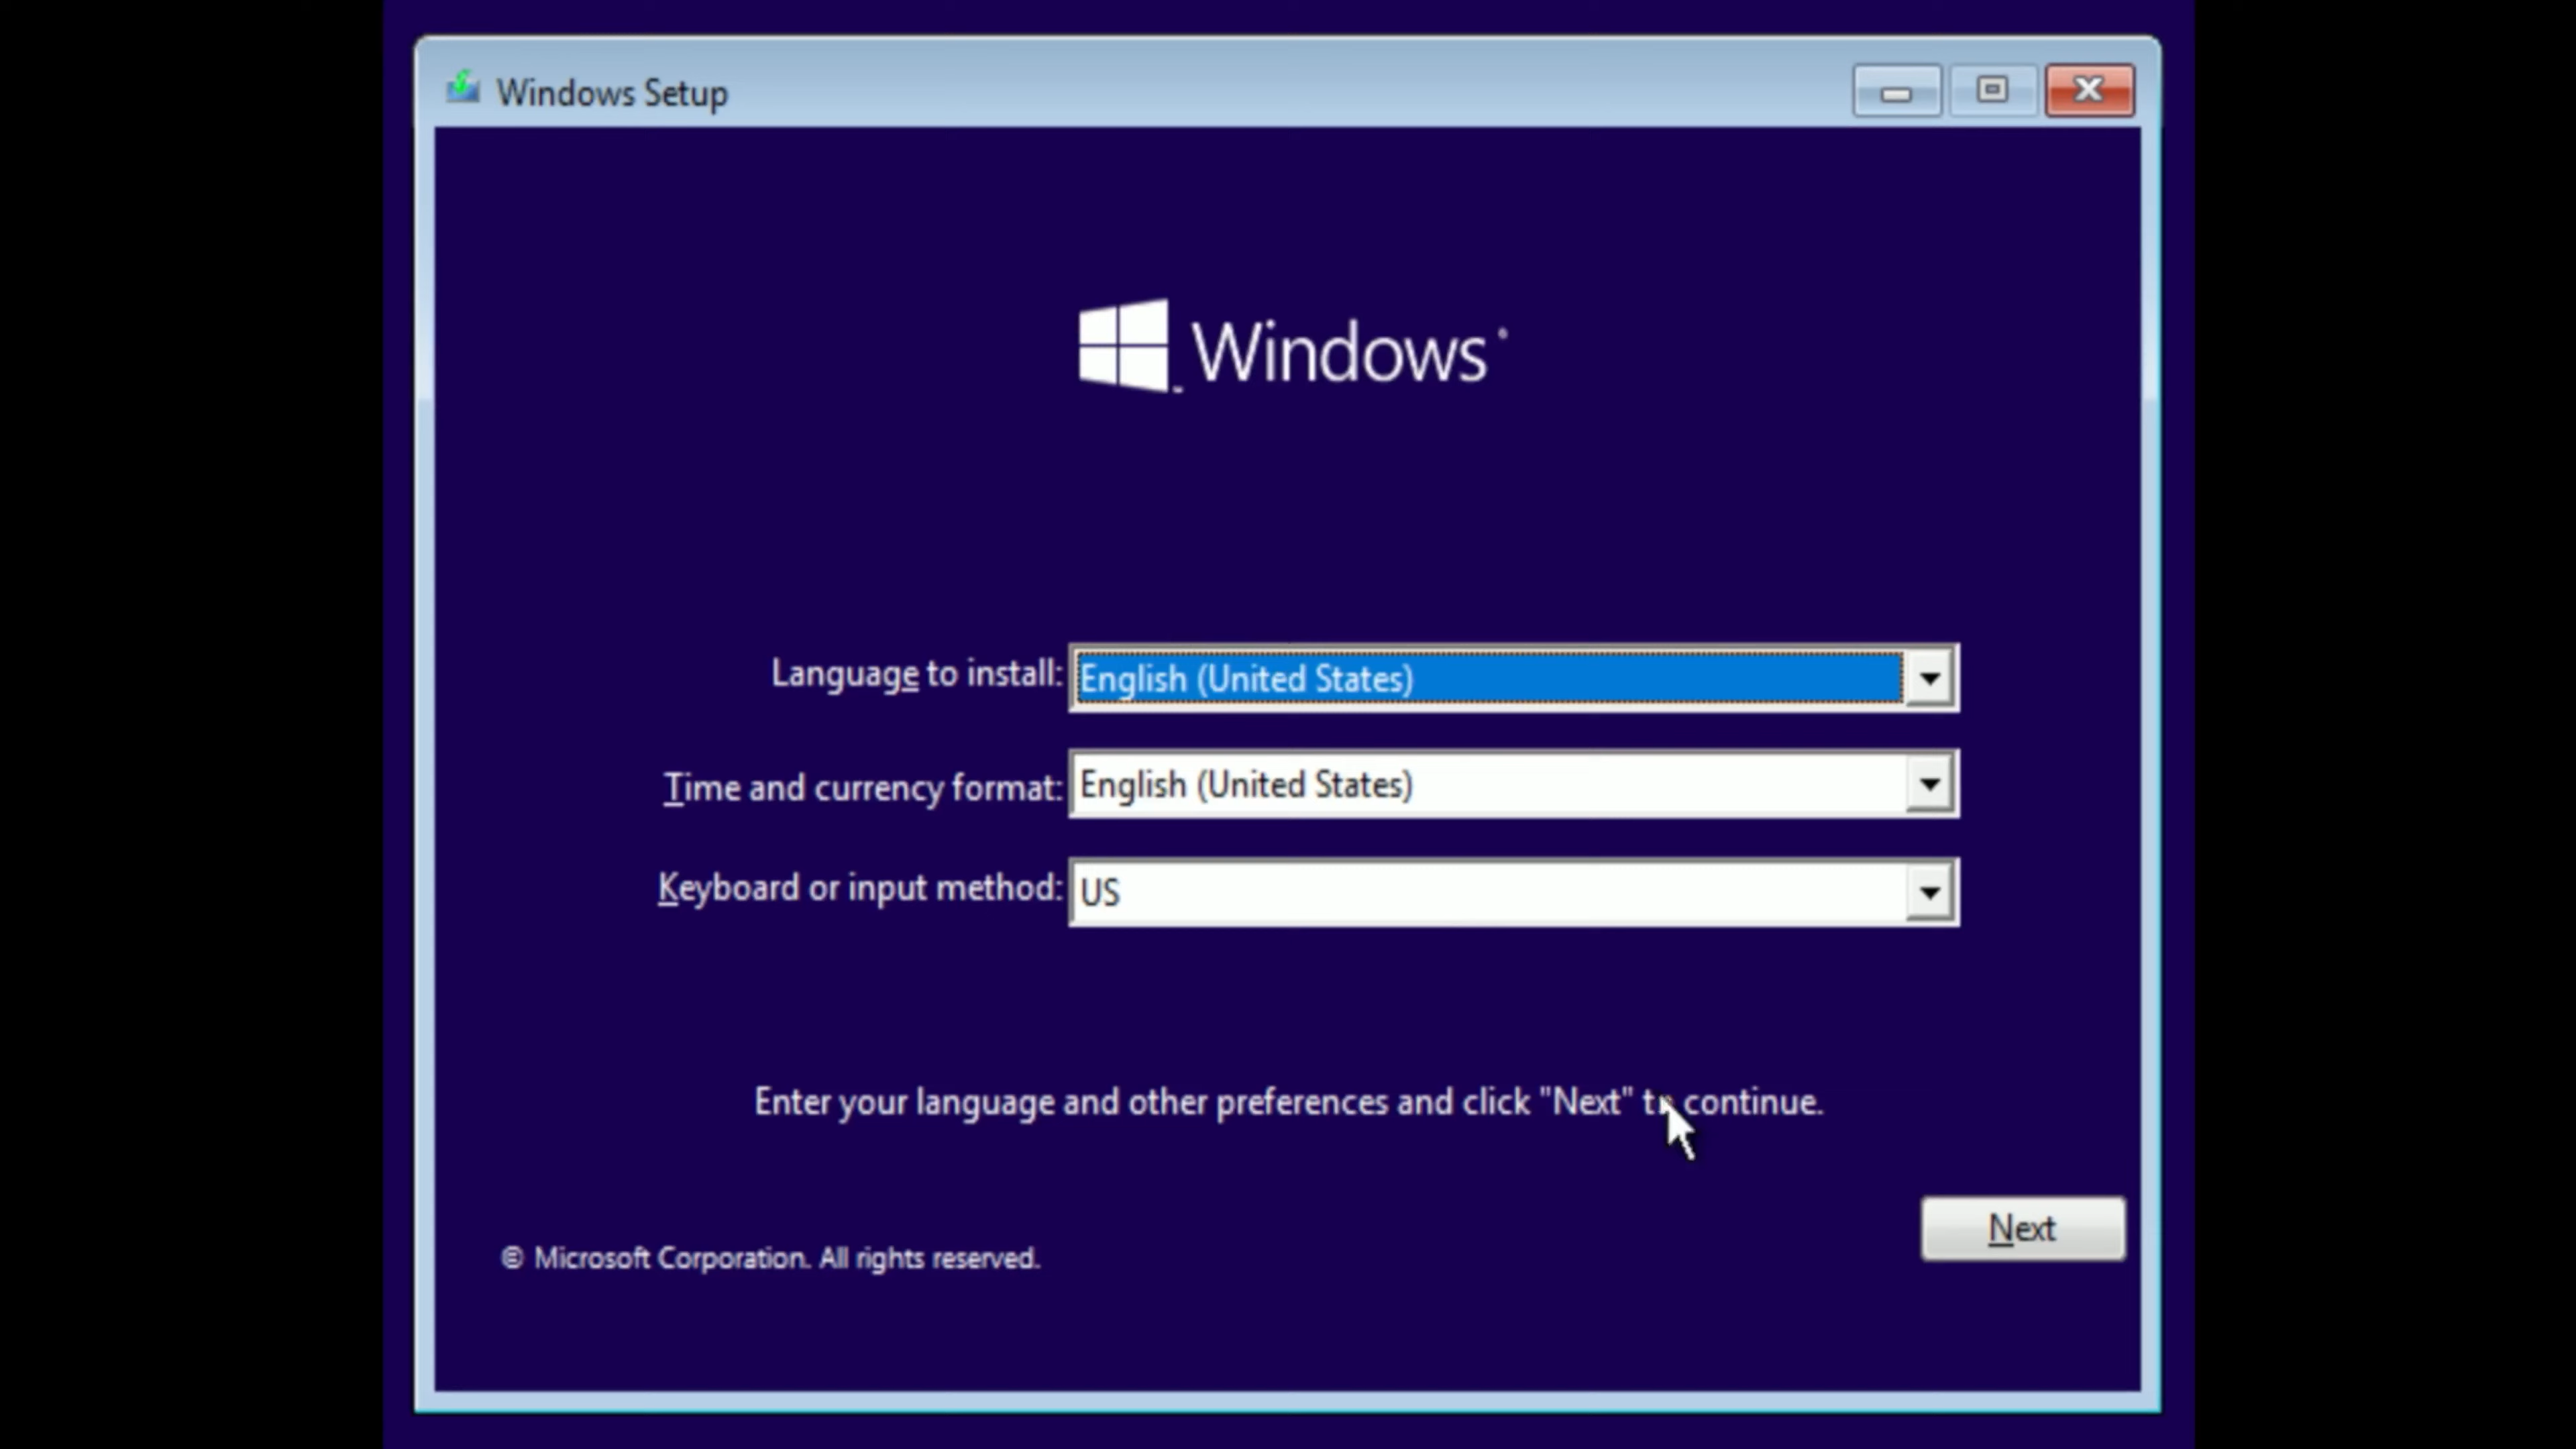 Windows Setup
Windows
Language to install: English (United States)
Time and currency format: English (United States)
Keyboard or input method: US
Enter your language and other preferences and click "Next" to continue.
Next
© Microsoft Corporation. All rights reserved.